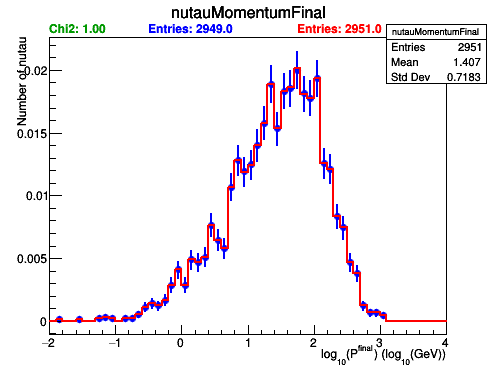 nutauMomentumFinal
Chi2: 1.00 Entries: 2949.0 Entries: 2951.0
nutauMomentumFinal
Entries 2951
Mean 1.407
Std Dev 0.7183
Number of nutau
0.02
0.015
0.01
0.005
0
−2 −1 0 1 2 3 4
log10(P^final) (log10(GeV))